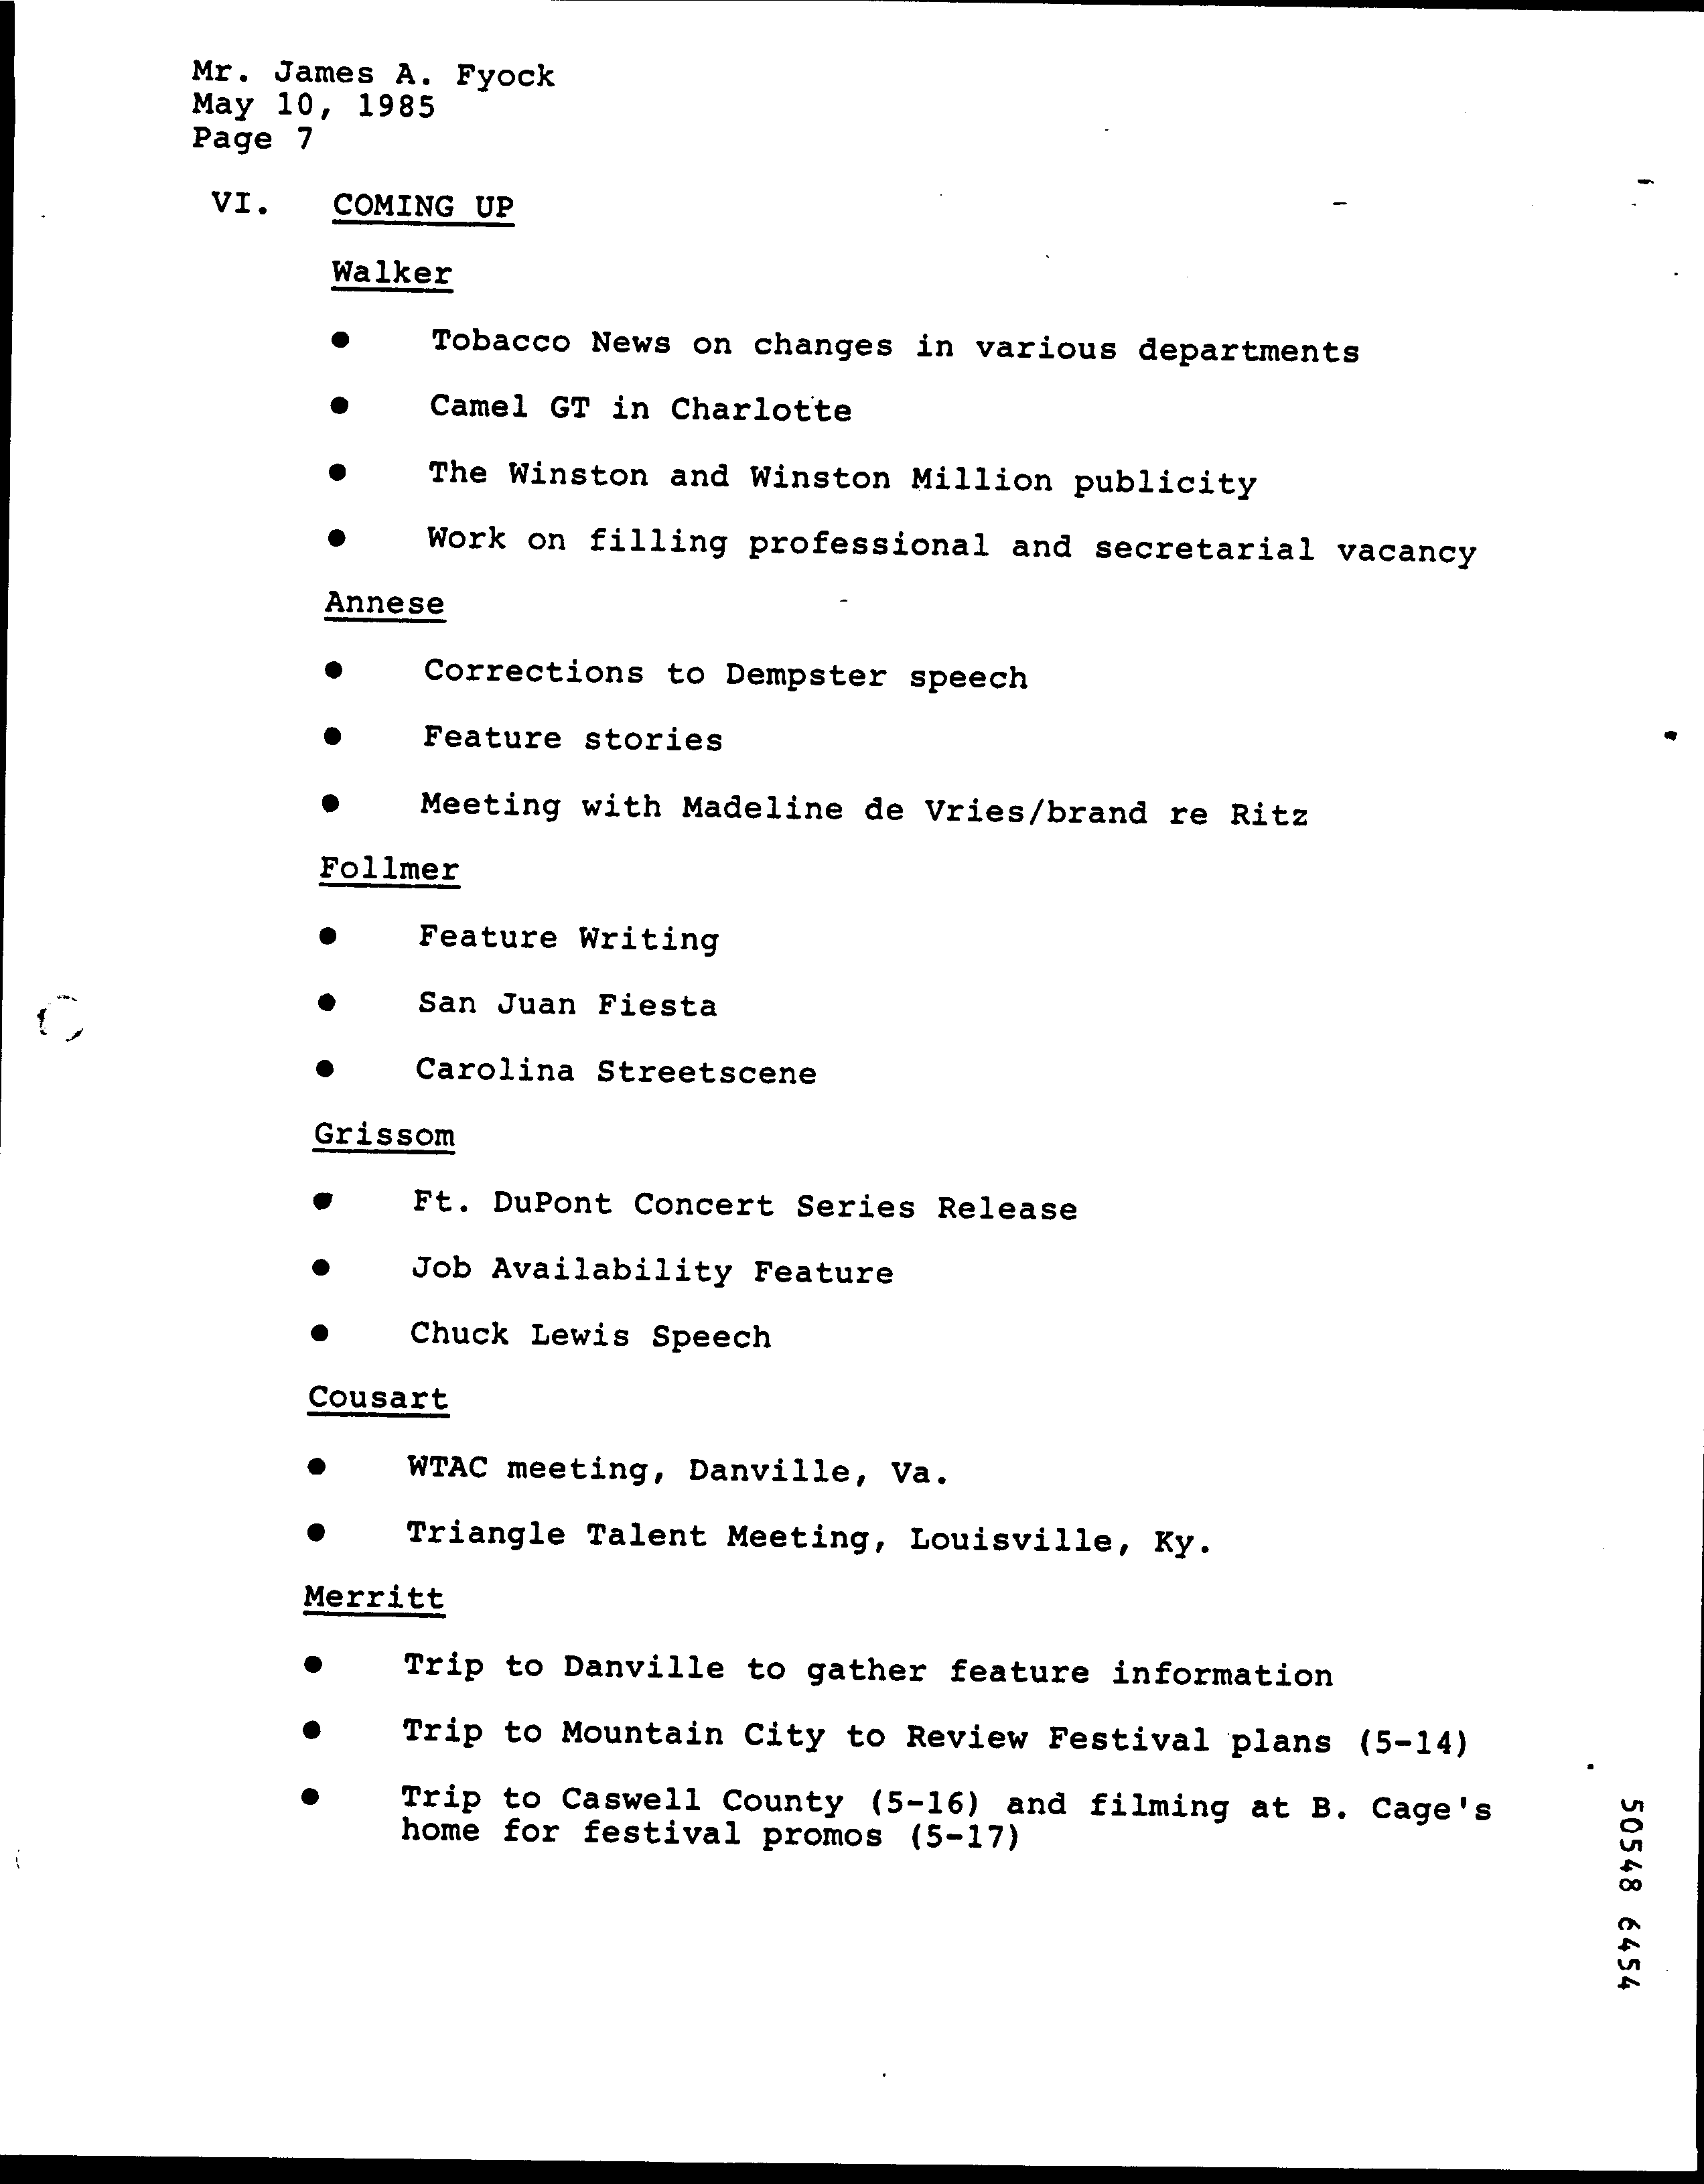 Mr. James A. Fyock
May 10, 1985
Page 7
VI. COMING UP
Walker
● Tobacco News on changes in various departments
● Camel GT in Charlotte
● The Winston and Winston Million publicity
● Work on filling professional and secretarial vacancy
Annese
● Corrections to Dempster speech
● Feature stories
● Meeting with Madeline de Vries/brand re Ritz
Follmer
● Feature Writing
● San Juan Fiesta
● Carolina Streetscene
Grissom
● Ft. DuPont Concert Series Release
● Job Availability Feature
● Chuck Lewis Speech
Cousart
● WTAC meeting, Danville, Va.
● Triangle Talent Meeting, Louisville, Ky.
Merritt
● Trip to Danville to gather feature information
● Trip to Mountain City to Review Festival plans (5-14)
● Trip to Caswell County (5-16) and filming at B. Cage's
home for festival promos (5-17)
50548 6454